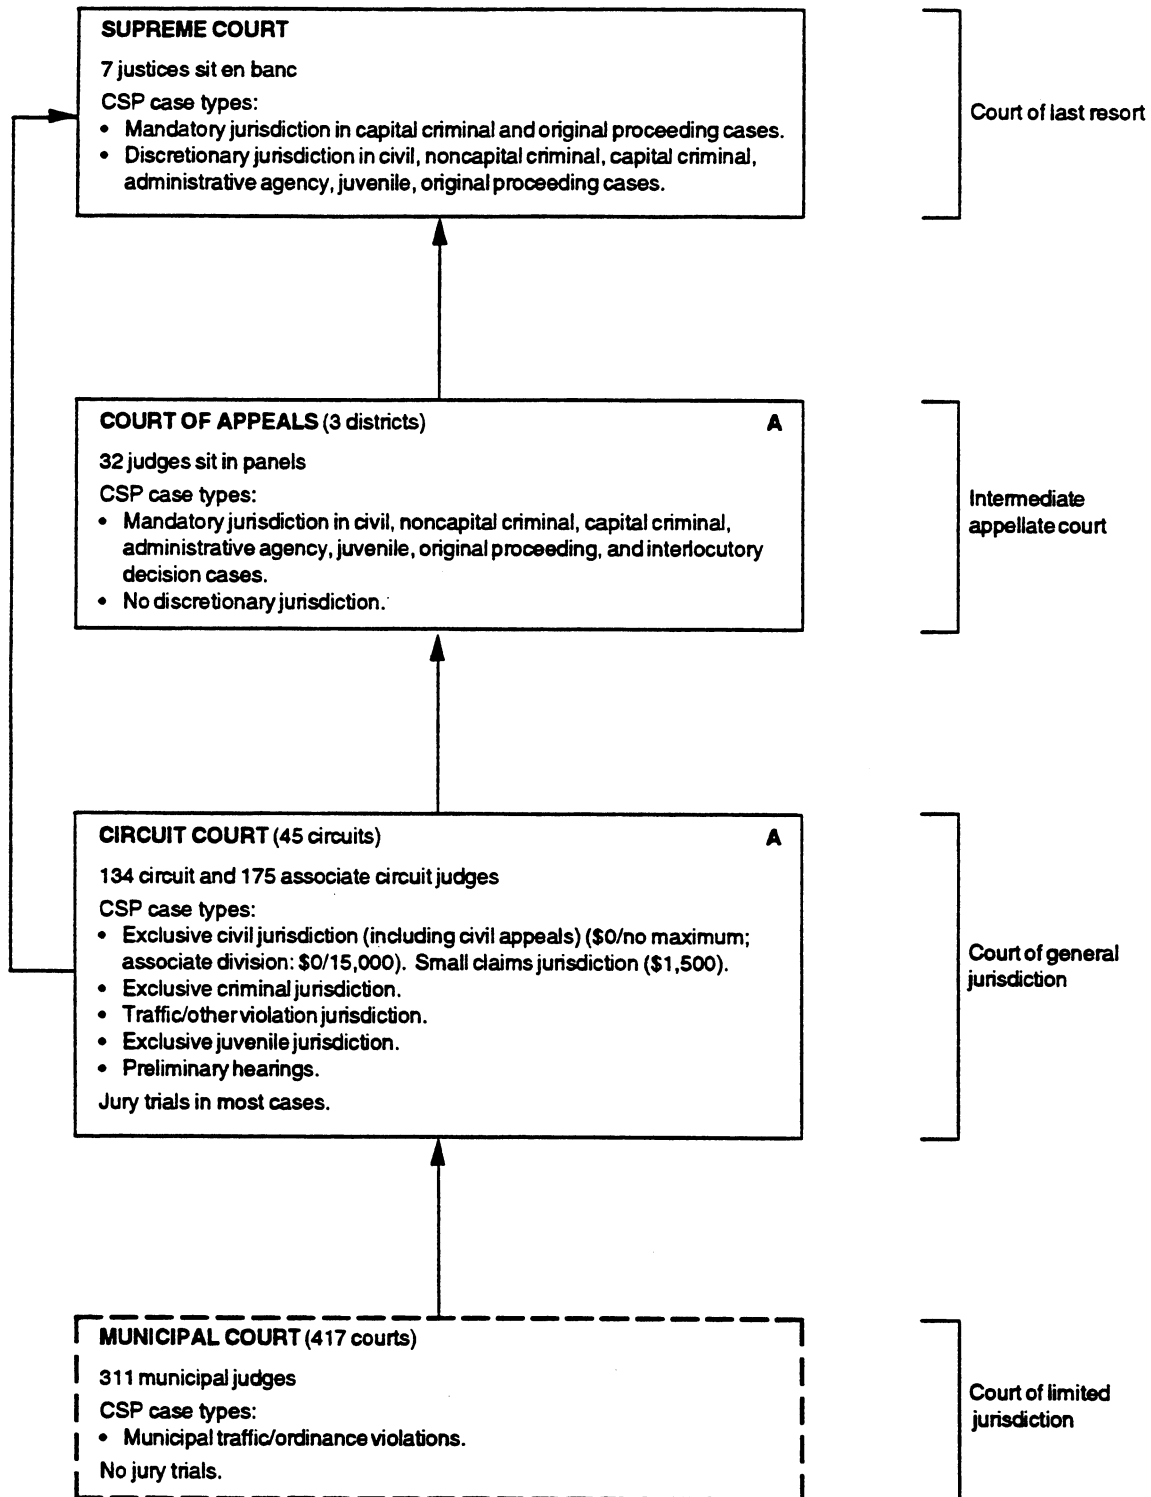 SUPREME COURT
7 justices sit en banc
CSP case types:
• Mandatory jurisdiction in capital criminal and original proceeding cases.
• Discretionary jurisdiction in civil, noncapital criminal, capital criminal,
administrative agency, juvenile, original proceeding cases.
Court of last resort
COURT OF APPEALS (3 districts) A
32 judges sit in panels
CSP case types:
• Mandatory jurisdiction in civil, noncapital criminal, capital criminal,
administrative agency, juvenile, original proceeding, and interlocutory
decision cases.
• No discretionary jurisdiction.
Intermediate
appellate court
CIRCUIT COURT (45 circuits) A
134 circuit and 175 associate circuit judges
CSP case types:
• Exclusive civil jurisdiction (including civil appeals) ($0/no maximum;
associate division: $0/15,000). Small claims jurisdiction ($1,500).
• Exclusive criminal jurisdiction.
• Traffic/other violation jurisdiction.
• Exclusive juvenile jurisdiction.
• Preliminary hearings.
Jury trials in most cases.
Court of general
jurisdiction
MUNICIPAL COURT (417 courts)
311 municipal judges
CSP case types:
• Municipal traffic/ordinance violations.
No jury trials.
Court of limited
jurisdiction